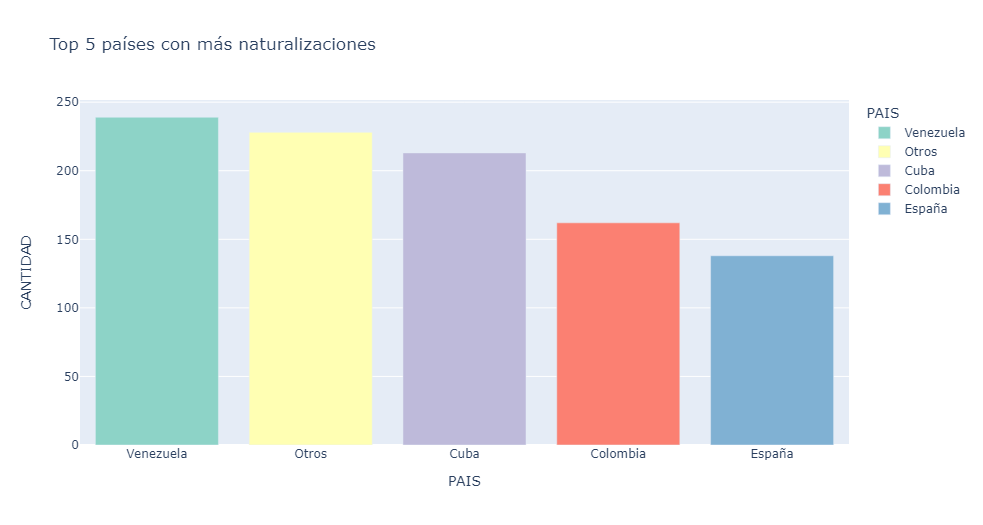 Top 5 países con más naturalizaciones
CANTIDAD
250
200
150
100
50
0
Venezuela
Otros
Cuba
Colombia
España
PAIS
PAIS
Venezuela
Otros
Cuba
Colombia
España